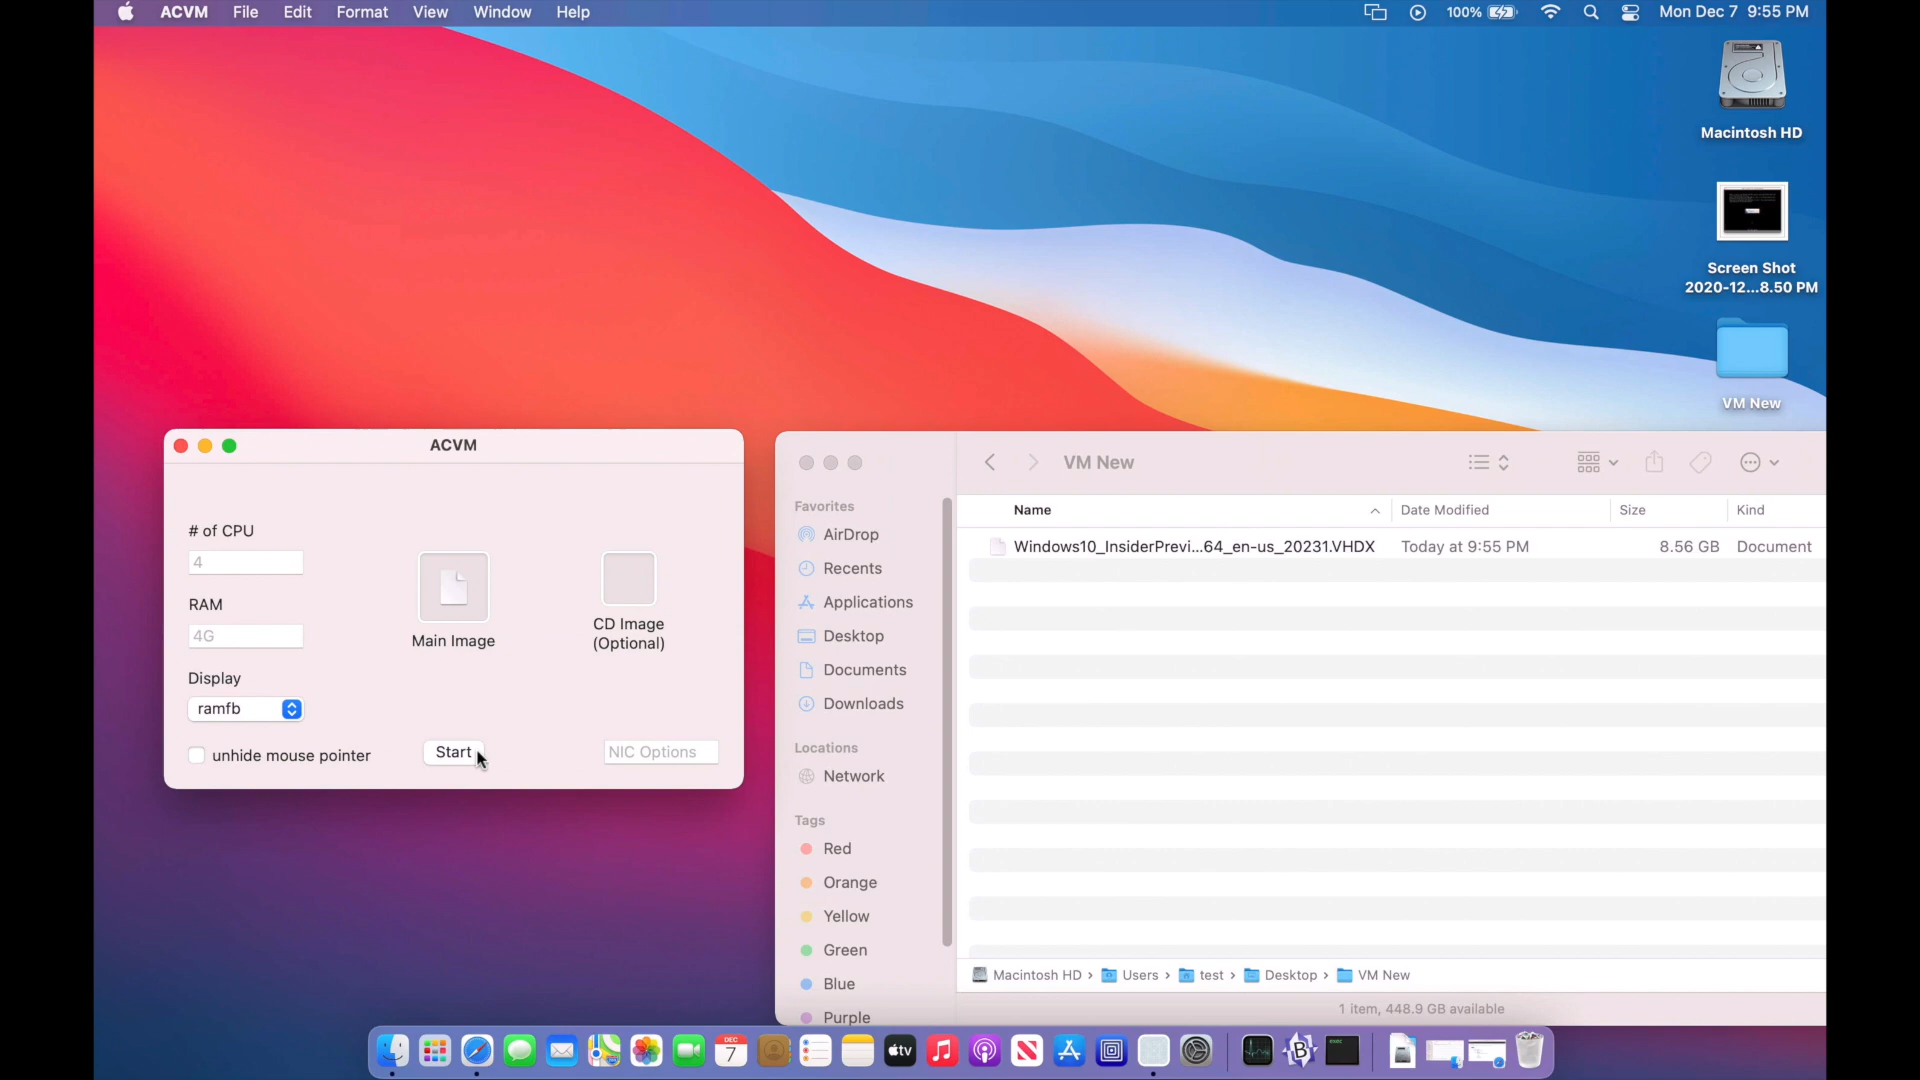 ACVM File Edit Format View Window Help 100% Mon Dec 7 9:55 PM
Macintosh HD
Screen Shot
2020-12...8.50 PM
VM New
ACVM
# of CPU
4
RAM
4G
Display
ramfb
unhide mouse pointer
Main Image
CD Image
(Optional)
Start
NIC Options
VM New
Favorites
AirDrop
Recents
Applications
Desktop
Documents
Downloads
Locations
Network
Tags
Red
Orange
Yellow
Green
Blue
Purple
Name Date Modified Size Kind
Windows10_InsiderPrevi...64_en-us_20231.VHDX Today at 9:55 PM 8.56 GB Document
Macintosh HD › Users › test › Desktop › VM New
1 item, 448.9 GB available
DEC
7
tv
B
exec